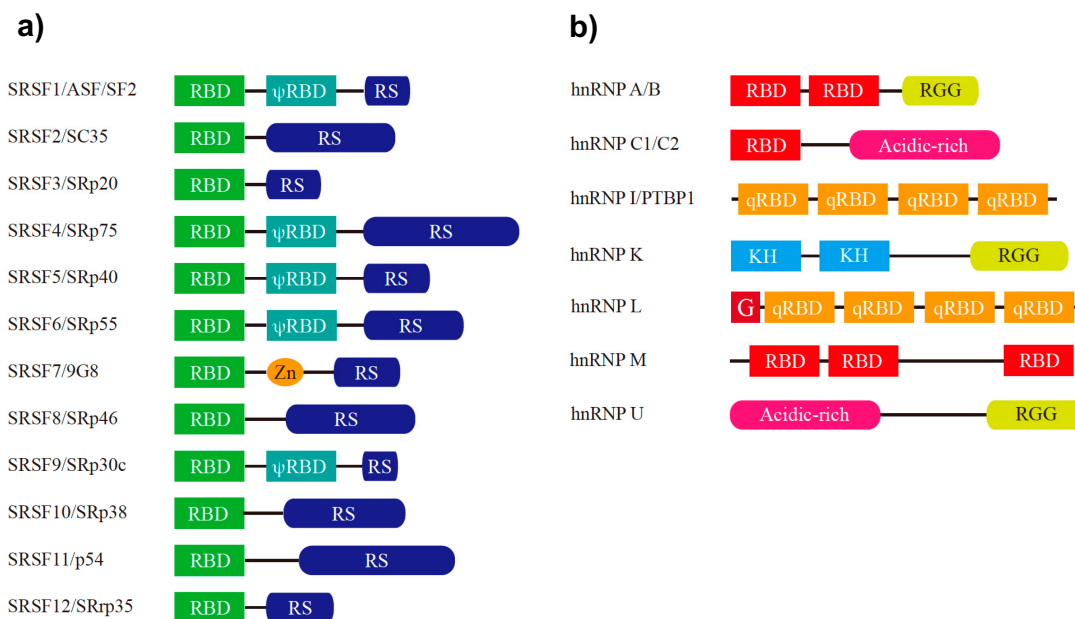 a)
SRSF1/ASF/SF2 RBD ψRBD RS
SRSF2/SC35 RBD RS
SRSF3/SRp20 RBD RS
SRSF4/SRp75 RBD ψRBD RS
SRSF5/SRp40 RBD ψRBD RS
SRSF6/SRp55 RBD ψRBD RS
SRSF7/9G8 RBD Zn RS
SRSF8/SRp46 RBD RS
SRSF9/SRp30c RBD ψRBD RS
SRSF10/SRp38 RBD RS
SRSF11/p54 RBD RS
SRSF12/SRrp35 RBD RS
b)
hnRNP A/B RBD RBD RGG
hnRNP C1/C2 RBD Acidic-rich
hnRNP I/PTBP1 qRBD qRBD qRBD qRBD
hnRNP K KH KH RGG
hnRNP L G qRBD qRBD qRBD qRBD
hnRNP M RBD RBD RBD
hnRNP U Acidic-rich RGG